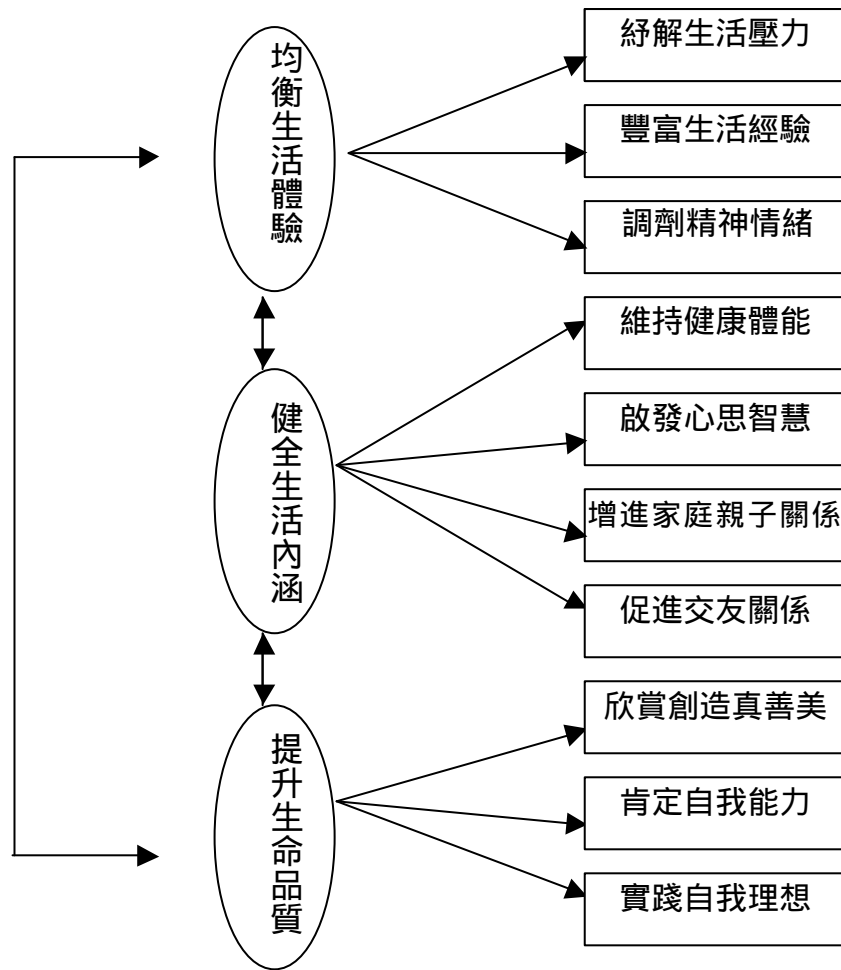 均衡生活體驗
紓解生活壓力
豐富生活經驗
調劑精神情緒
健全生活內涵
維持健康體能
啟發心思智慧
增進家庭親子關係
促進交友關係
提升生命品質
欣賞創造真善美
肯定自我能力
實踐自我理想